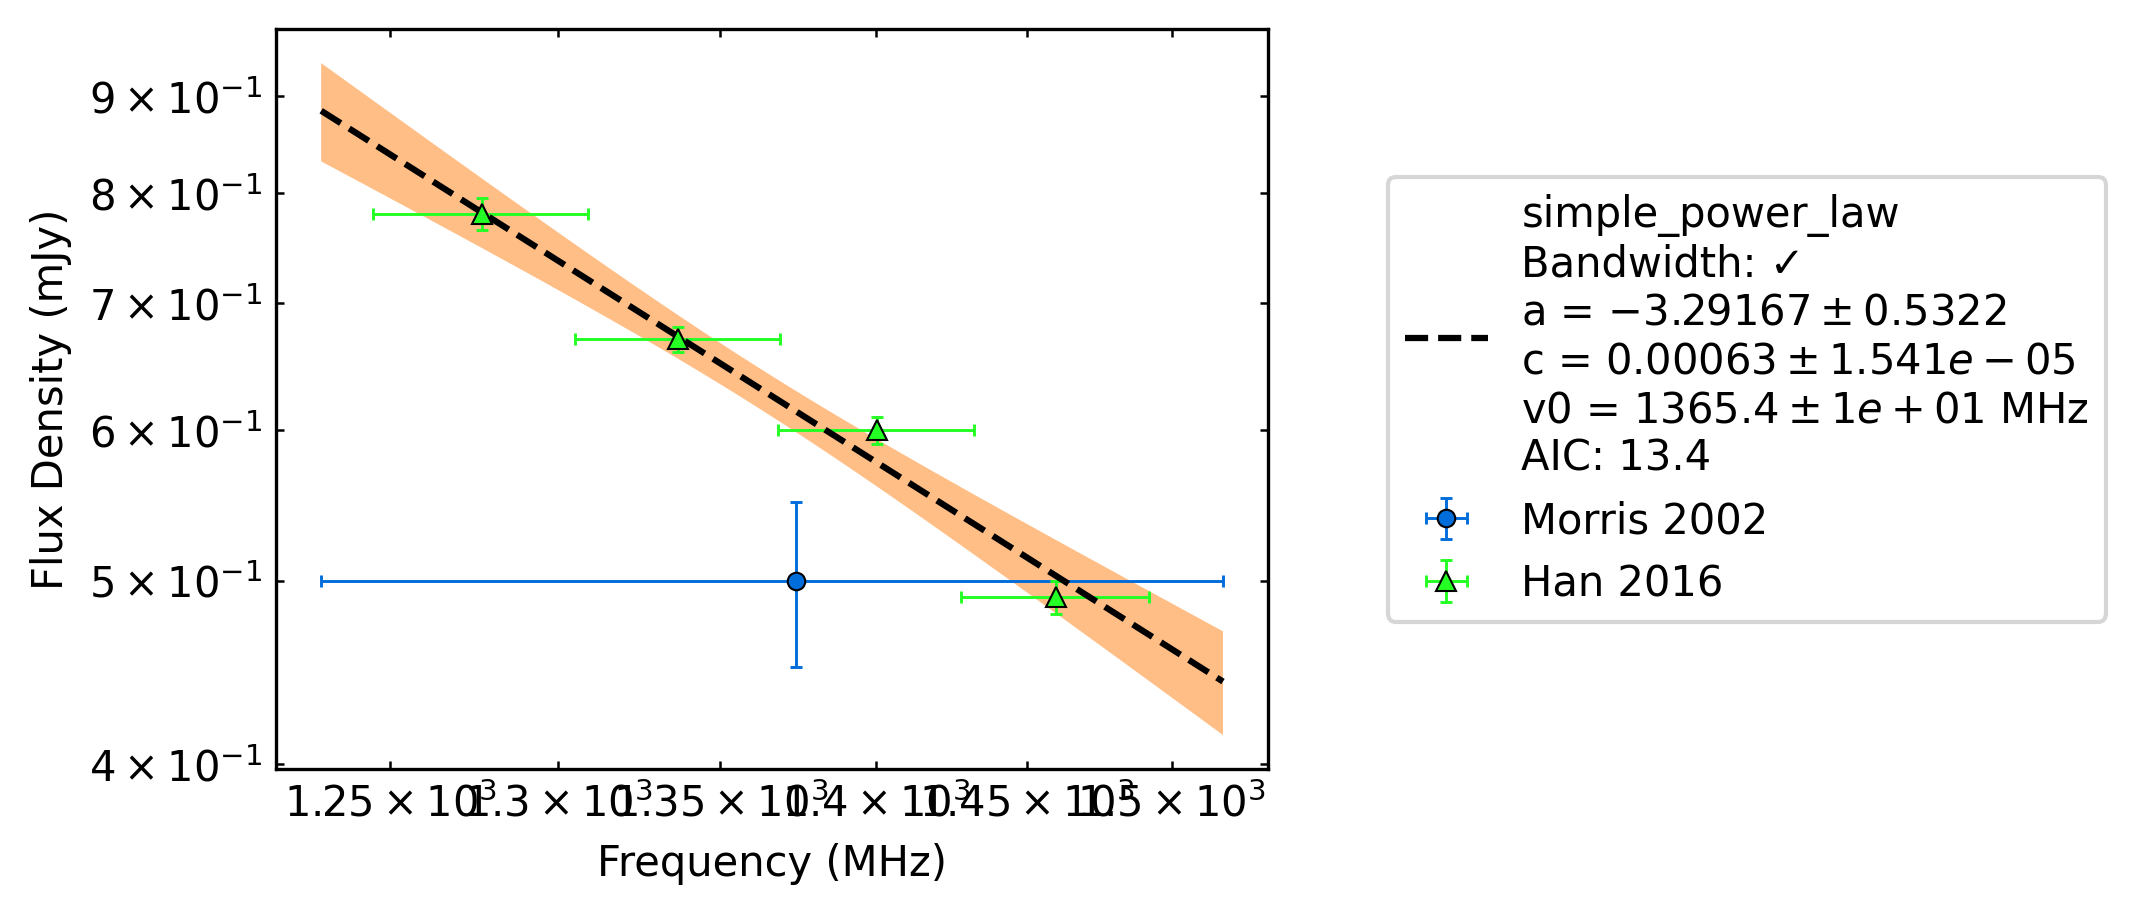 9 × 10⁻¹
8 × 10⁻¹
7 × 10⁻¹
6 × 10⁻¹
5 × 10⁻¹
4 × 10⁻¹
Flux Density (mJy)
1.25 × 10³
1.3 × 10³
1.35 × 10³
1.4 × 10³
1.45 × 10³
1.5 × 10³
Frequency (MHz)
simple_power_law
Bandwidth: ✓
a = −3.29167 ± 0.5322
c = 0.00063 ± 1.541e − 05
v0 = 1365.4 ± 1e + 01 MHz
AIC: 13.4
Morris 2002
Han 2016